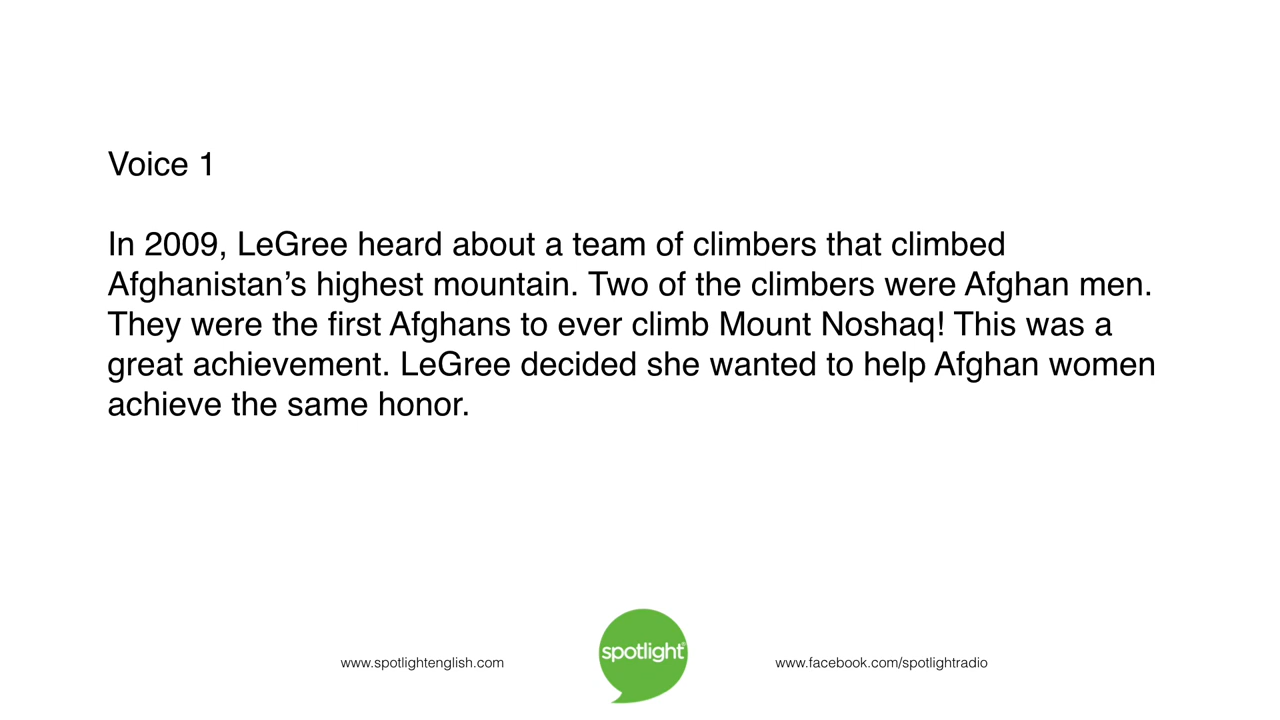 Voice 1
In 2009, LeGree heard about a team of climbers that climbed
Afghanistan’s highest mountain. Two of the climbers were Afghan men.
They were the first Afghans to ever climb Mount Noshaq! This was a
great achievement. LeGree decided she wanted to help Afghan women
achieve the same honor.
www.spotlightenglish.com
spotlight®
www.facebook.com/spotlightradio